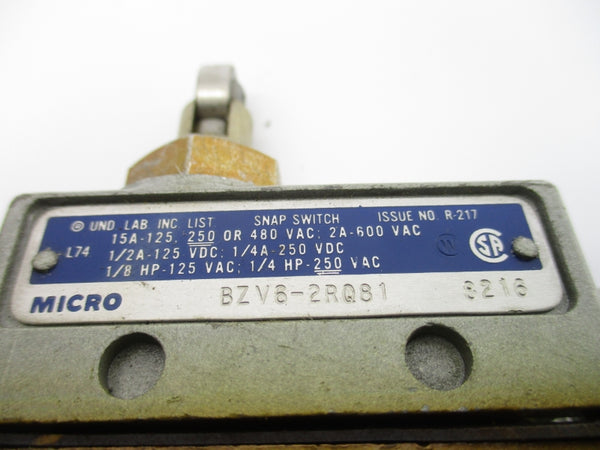 UND. LAB. INC. LIST. SNAP SWITCH ISSUE NO. R-217
15A-125, 250 OR 480 VAC; 2A-600 VAC
L74 1/2A-125 VDC; 1/4A-250 VDC
1/8 HP-125 VAC; 1/4 HP-250 VAC
MICRO BZV6-2RQ81 8216